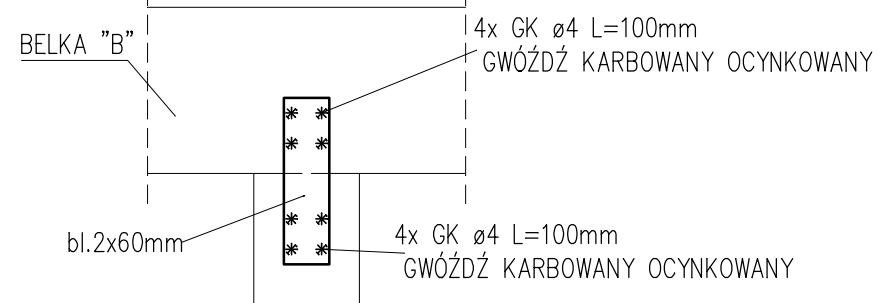 4x GK ø4 L=100mm
BELKA "B"
GWÓŹDŹ KARBOWANY OCYNKOWANY
bl.2x60mm
4x GK ø4 L=100mm
GWÓŹDŹ KARBOWANY OCYNKOWANY